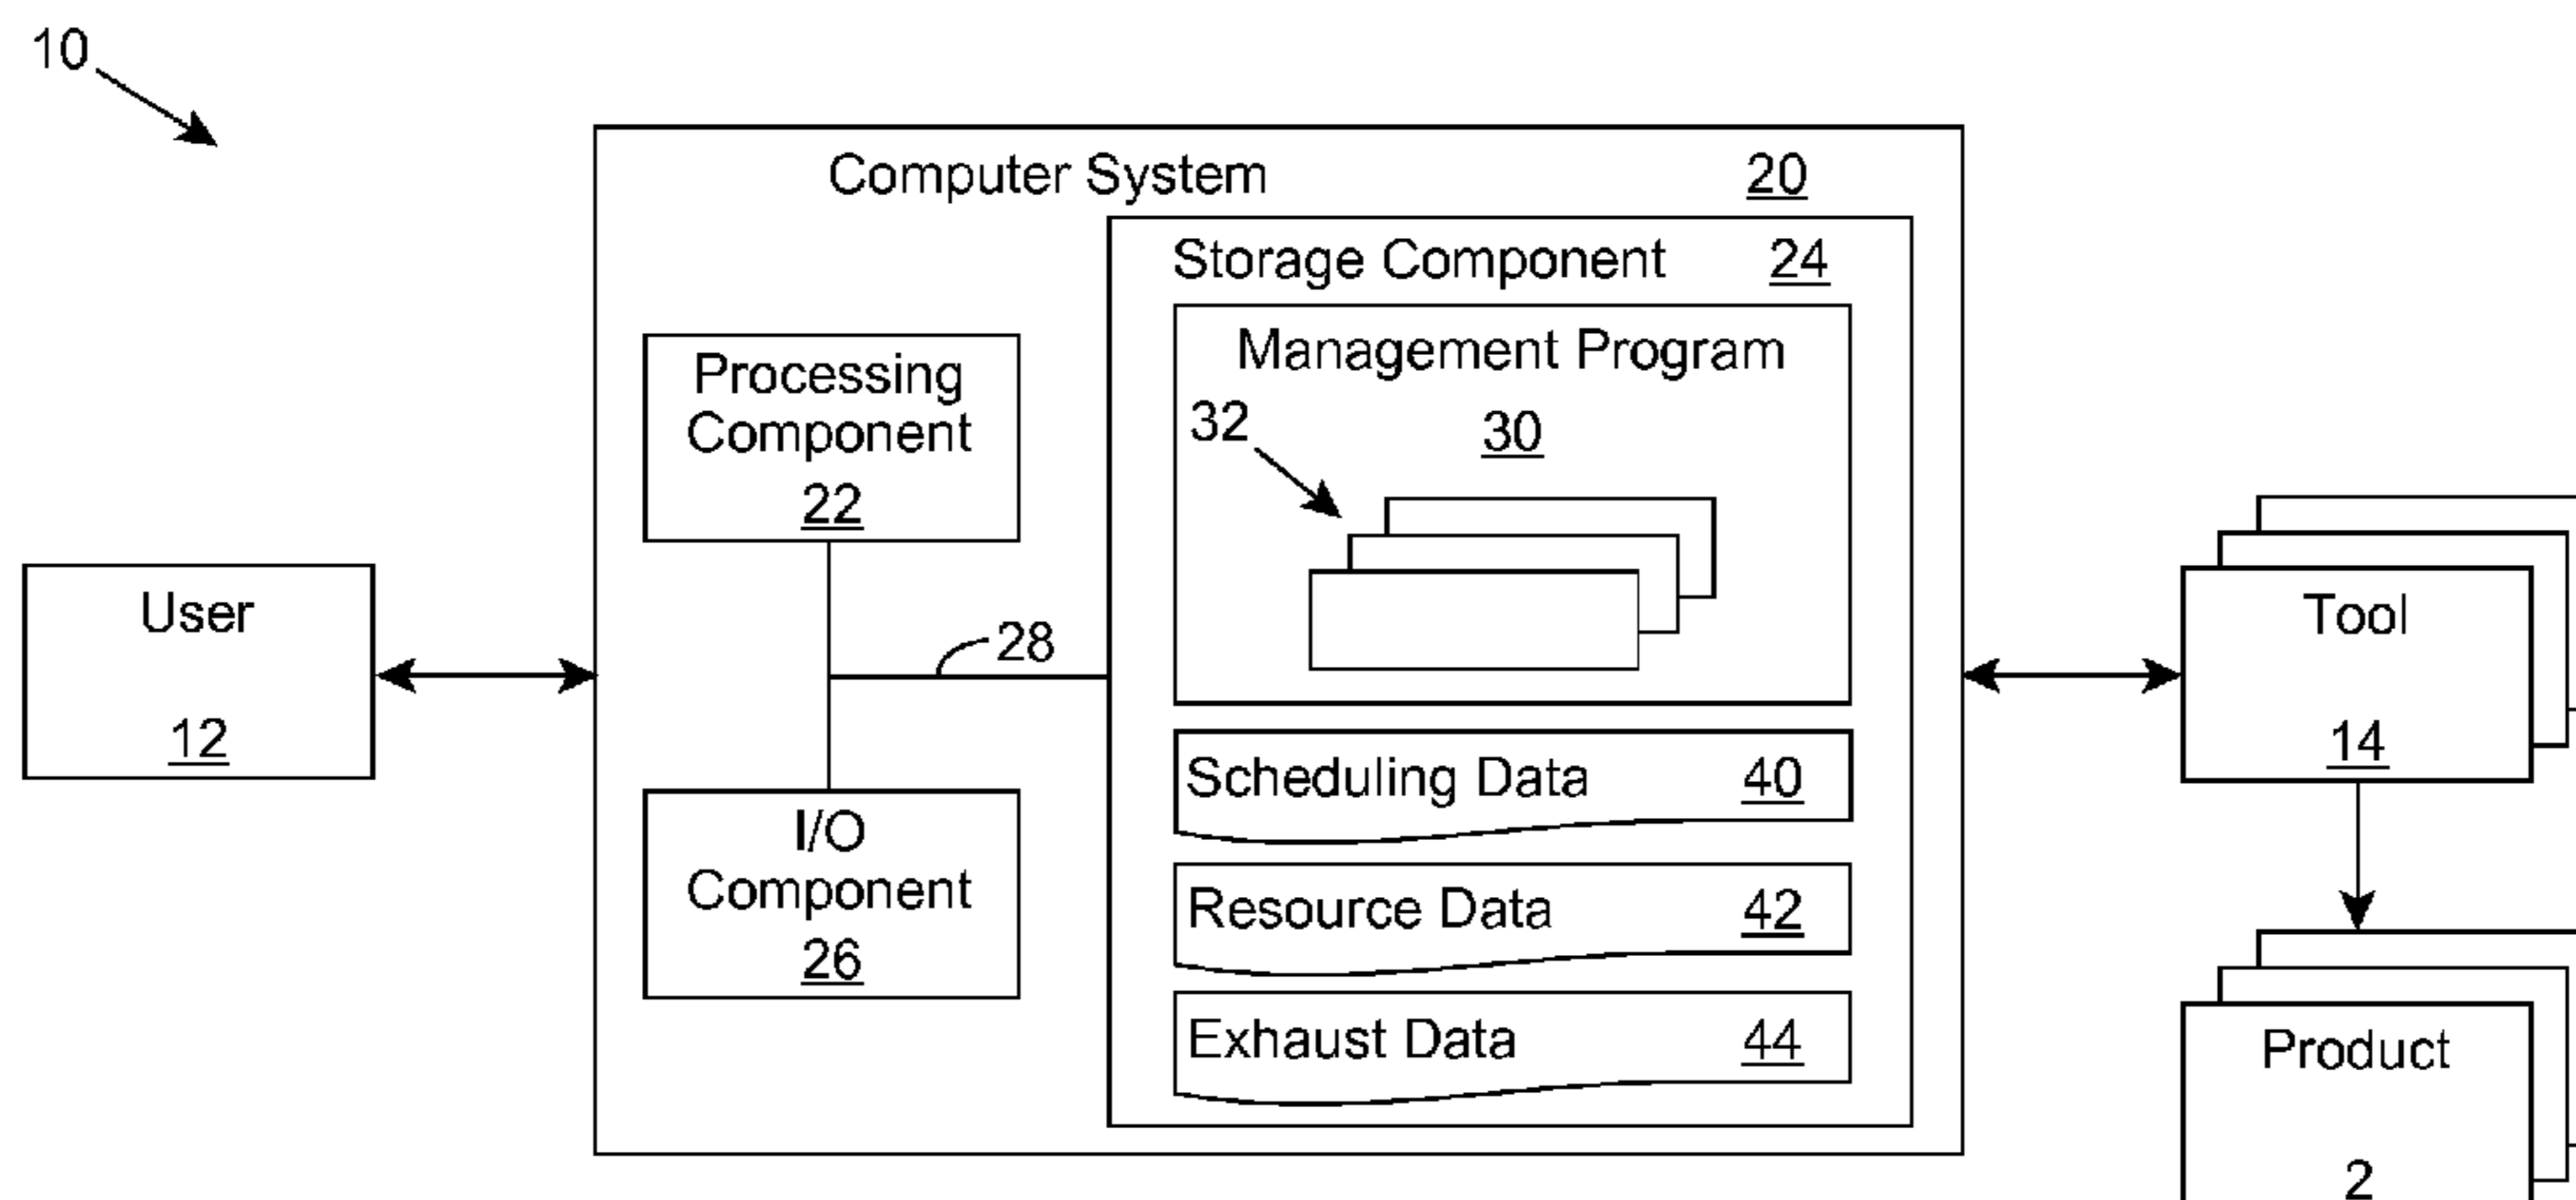 10
Computer System 20
Storage Component 24
Management Program
32
30
Processing
Component
22
User
12
28
Tool
14
Scheduling Data 40
I/O
Component
26
Resource Data 42
Exhaust Data 44
Product
2